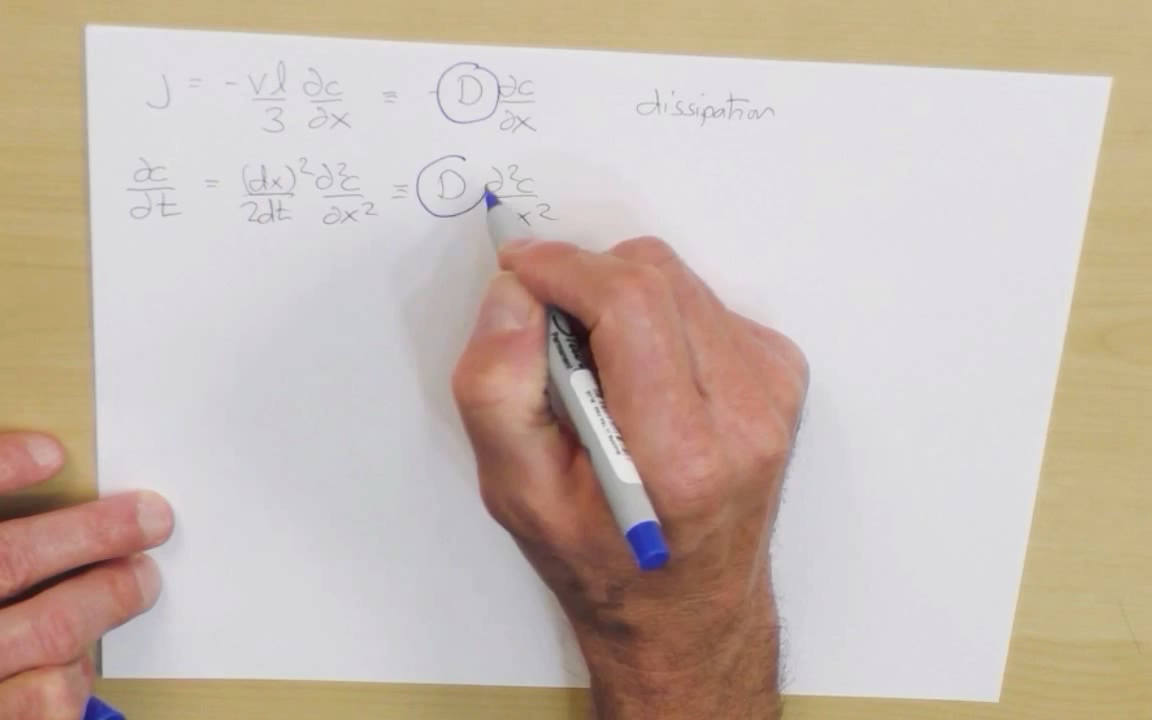 J = - vl/3 ∂c/∂x ≡ - D ∂c/∂x dissipation
∂c/∂t = (dx)²/2dt ∂²c/∂x² ≡ D ∂²c/x²